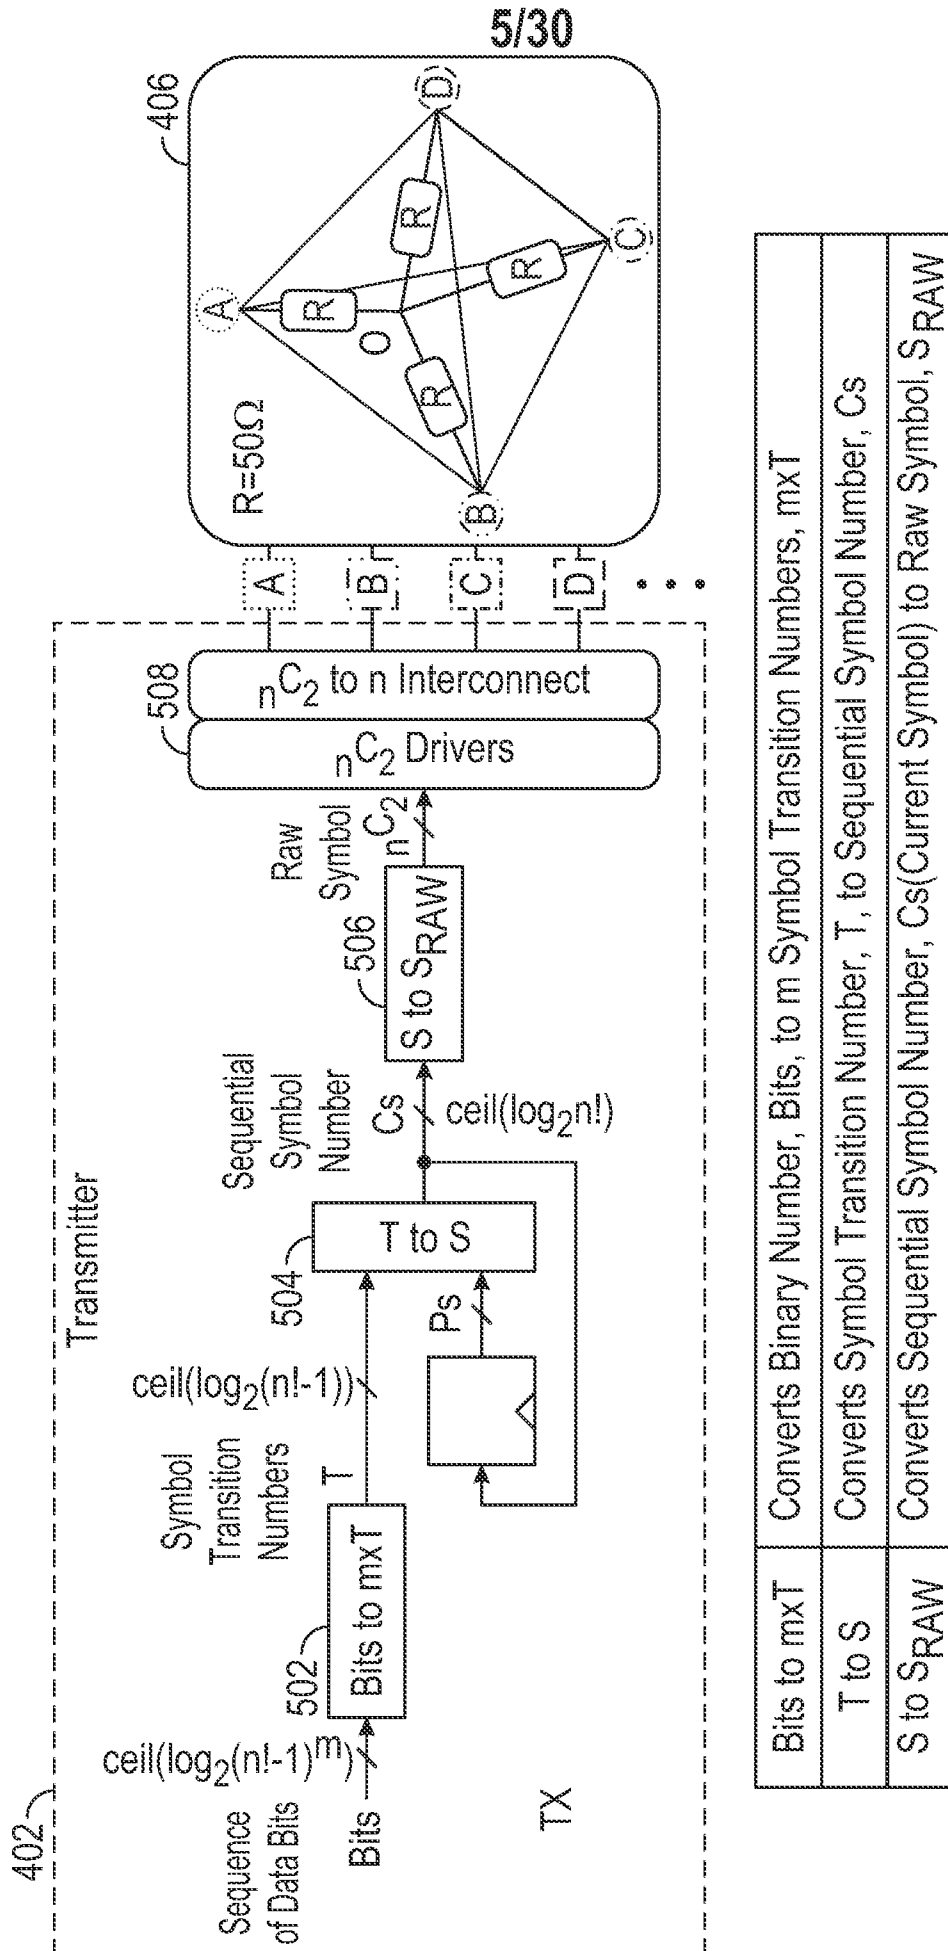 5/30
402
Transmitter
Sequence
of Data Bits
ceil(log2(n!-1)^m)
Bits
502
Bits to mxT
Symbol
Transition
Numbers
T
ceil(log2(n!-1))
504
T to S
Ps
Sequential
Symbol
Number
Cs
ceil(log2n!)
506
S to SRAW
Raw
Symbol
nC2
508
nC2 Drivers
nC2 to n Interconnect
TX
A
B
C
D
406
R=50Ω
A
B
C
D
O
R
R
R
R
Bits to mxT Converts Binary Number, Bits, to m Symbol Transition Numbers, mxT
T to S Converts Symbol Transition Number, T, to Sequential Symbol Number, Cs
S to SRAW Converts Sequential Symbol Number, Cs(Current Symbol) to Raw Symbol, SRAW